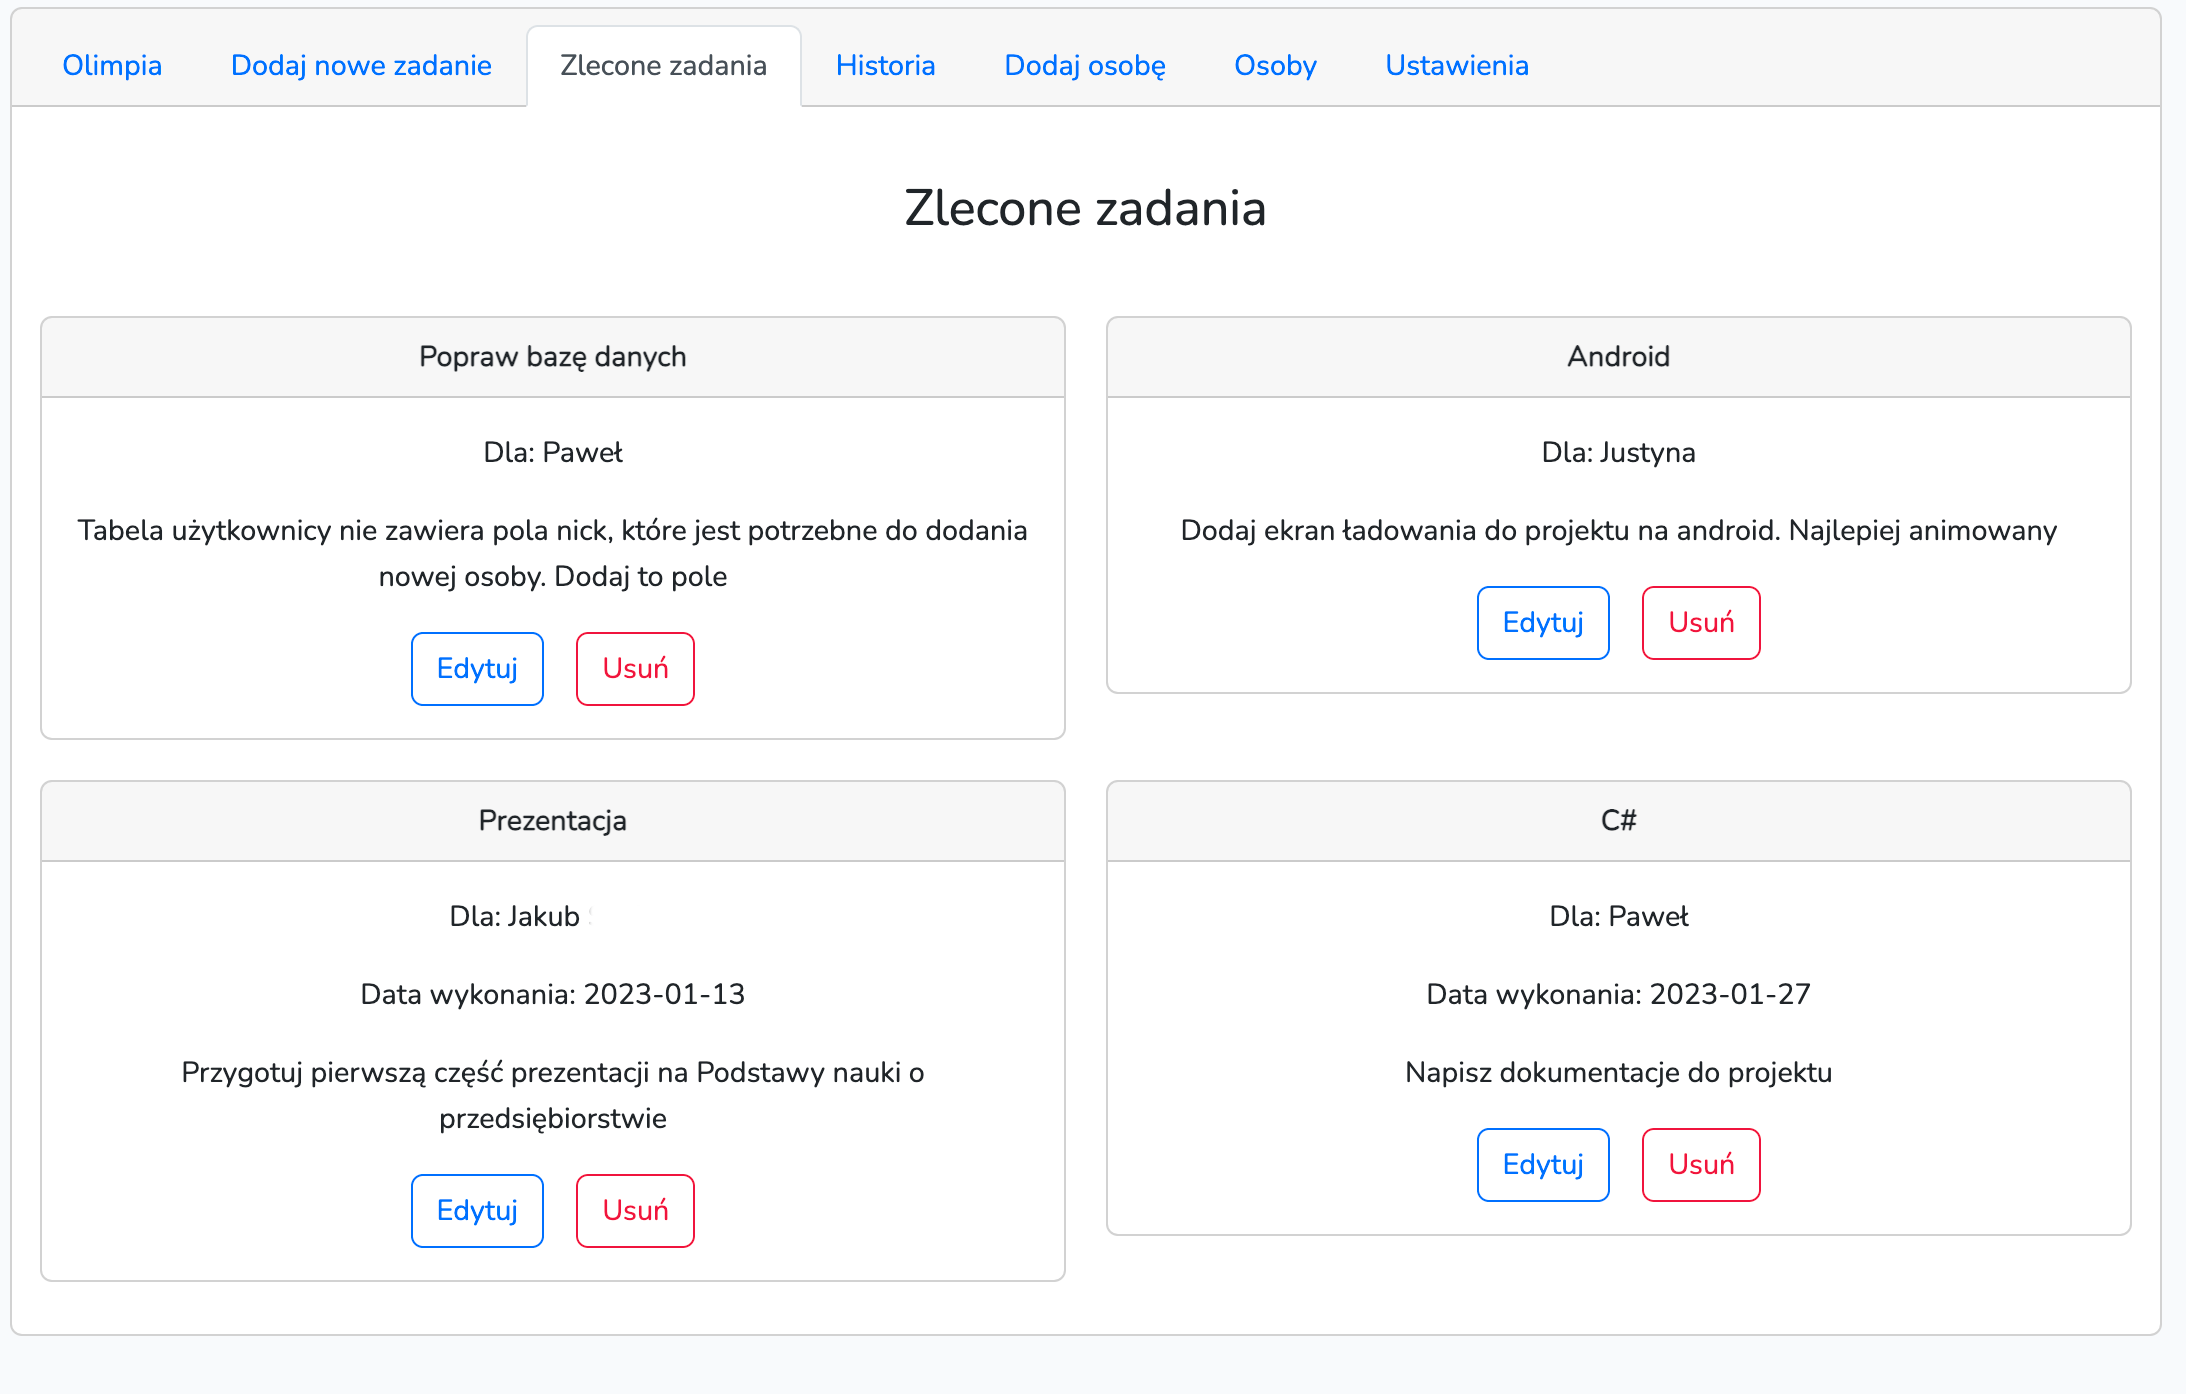 Olimpia Dodaj nowe zadanie Zlecone zadania Historia Dodaj osobę Osoby Ustawienia
Zlecone zadania
Popraw bazę danych
Dla: Paweł
Tabela użytkownicy nie zawiera pola nick, które jest potrzebne do dodania
nowej osoby. Dodaj to pole
Edytuj Usuń
Android
Dla: Justyna
Dodaj ekran ładowania do projektu na android. Najlepiej animowany
Edytuj Usuń
Prezentacja
Dla: Jakub
Data wykonania: 2023-01-13
Przygotuj pierwszą część prezentacji na Podstawy nauki o
przedsiębiorstwie
Edytuj Usuń
C#
Dla: Paweł
Data wykonania: 2023-01-27
Napisz dokumentacje do projektu
Edytuj Usuń